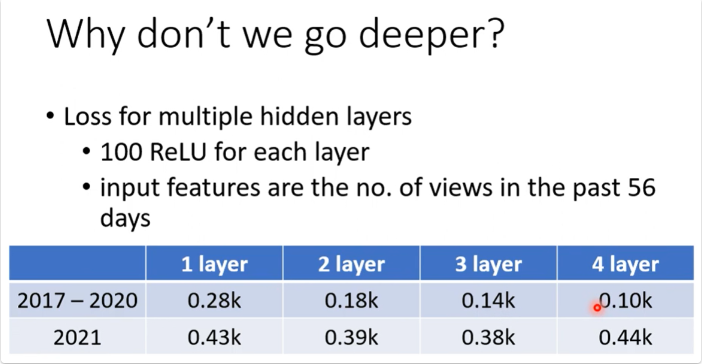 Why don't we go deeper?
• Loss for multiple hidden layers
• 100 ReLU for each layer
• input features are the no. of views in the past 56
days
1 layer 2 layer 3 layer 4 layer
2017 – 2020 0.28k 0.18k 0.14k 0.10k
2021 0.43k 0.39k 0.38k 0.44k